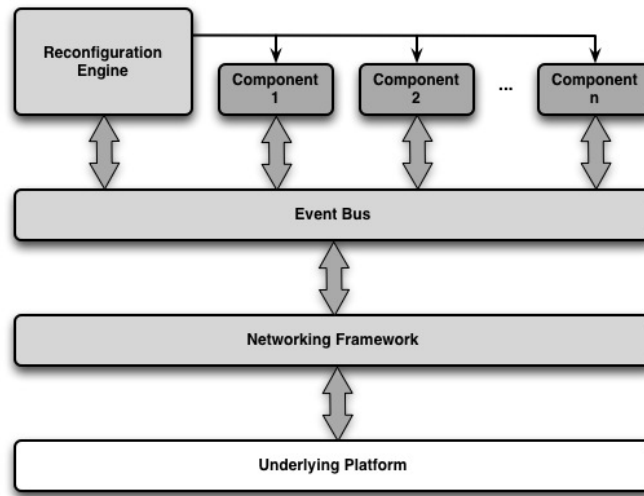 Reconfiguration
Engine
Component
1
Component
2
...
Component
n
Event Bus
Networking Framework
Underlying Platform